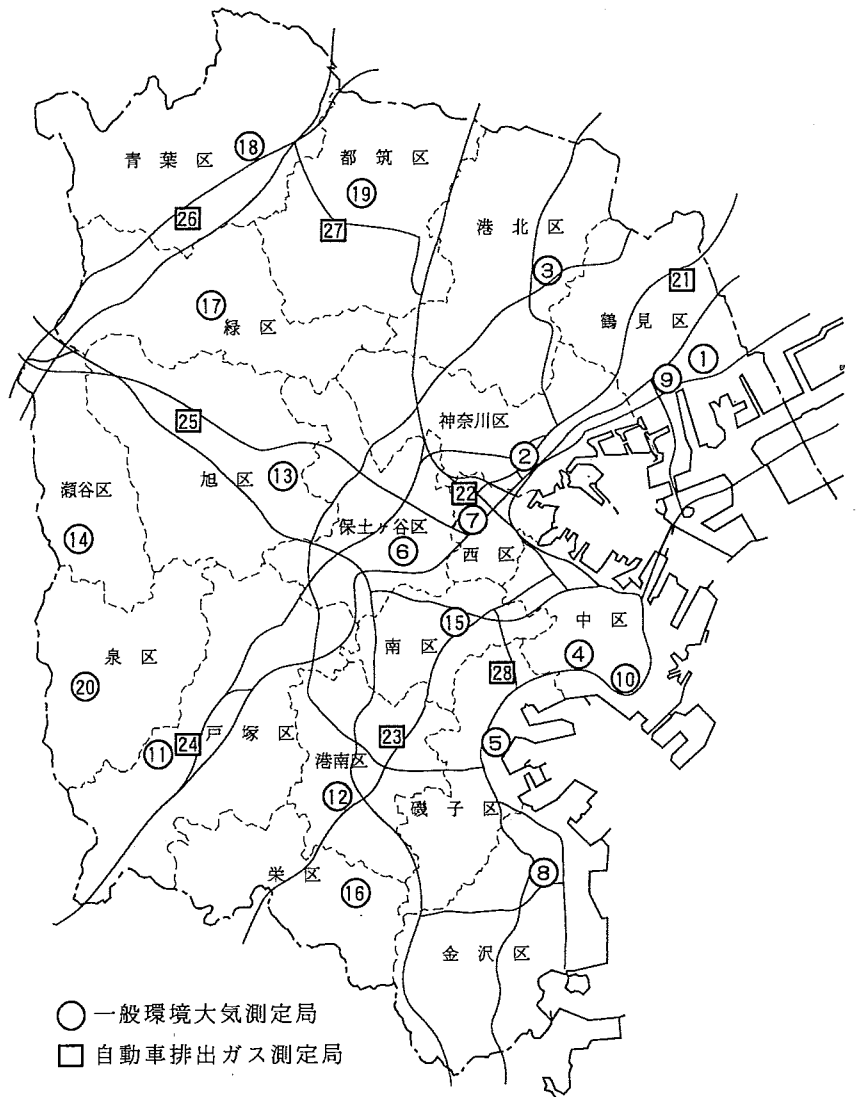 青葉区
⑱
都筑区
⑲
26
27
港北区
③
21
⑰
緑区
鶴見区
①
⑨
25
神奈川区
②
瀬谷区
旭区
⑬
22
⑦
保土ヶ谷区
⑥
⑭
西区
⑮
中区
南区
④
泉区
⑳
28
⑩
戸塚区
⑪
24
23
⑤
港南区
⑫
磯子区
栄区
⑯
⑧
金沢区
○一般環境大気測定局
□自動車排出ガス測定局